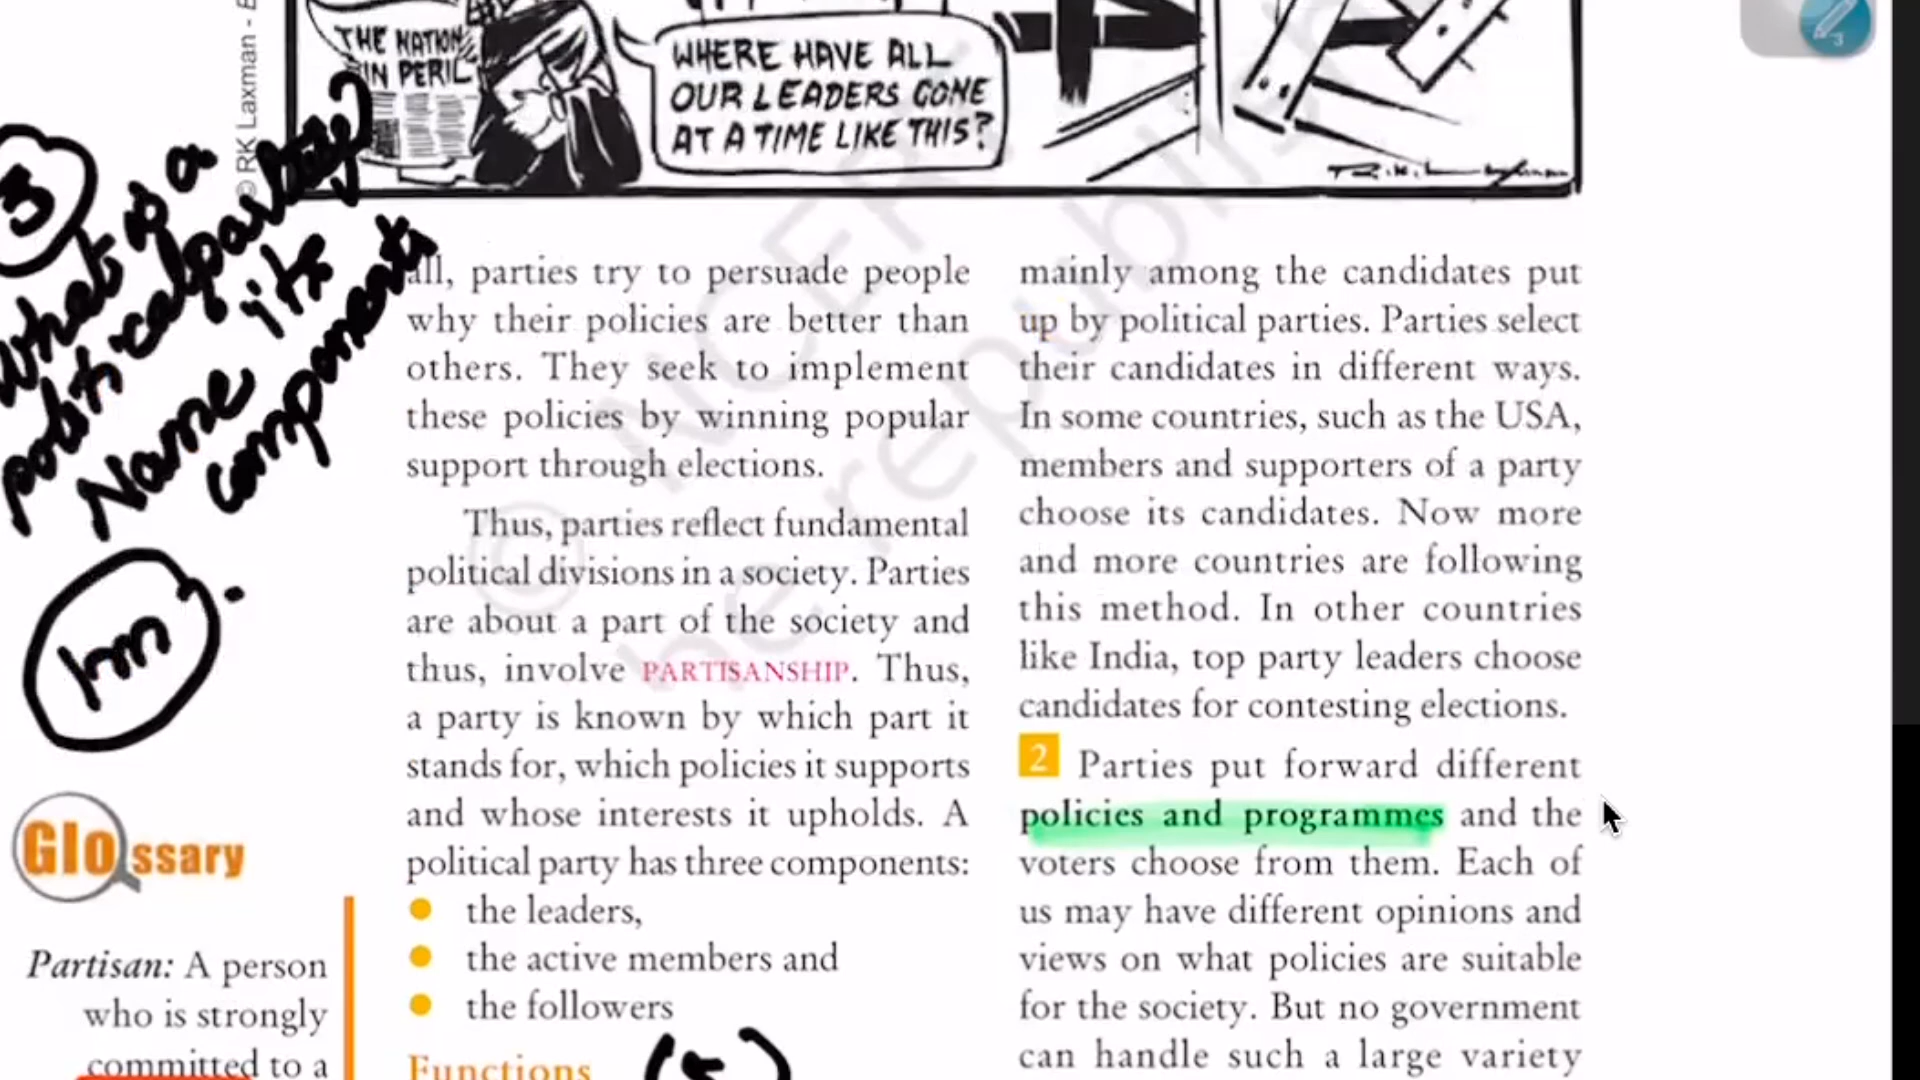 © RK Laxman - B
THE NATION
IN PERIL
WHERE HAVE ALL
OUR LEADERS GONE
AT A TIME LIKE THIS?
3
What is a
political party?
Name its
components
1m.
all, parties try to persuade people
why their policies are better than
others. They seek to implement
these policies by winning popular
support through elections.
Thus, parties reflect fundamental
political divisions in a society. Parties
are about a part of the society and
thus, involve PARTISANSHIP. Thus,
a party is known by which part it
stands for, which policies it supports
and whose interests it upholds. A
political party has three components:
the leaders,
the active members and
the followers
Functions
(5)
Glossary
Partisan: A person
who is strongly
committed to a
mainly among the candidates put
up by political parties. Parties select
their candidates in different ways.
In some countries, such as the USA,
members and supporters of a party
choose its candidates. Now more
and more countries are following
this method. In other countries
like India, top party leaders choose
candidates for contesting elections.
2 Parties put forward different
policies and programmes and the
voters choose from them. Each of
us may have different opinions and
views on what policies are suitable
for the society. But no government
can handle such a large variety
© NCERT
be republish
3